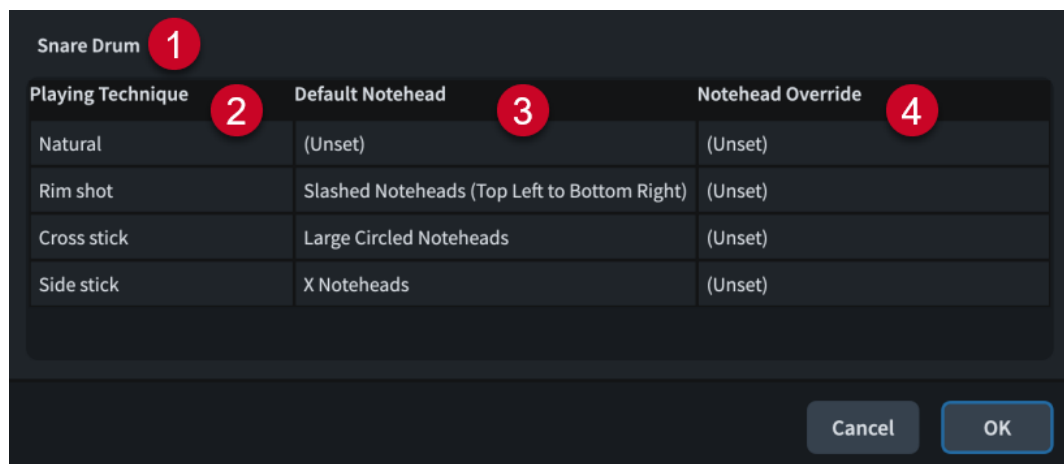 Snare Drum 1
Playing Technique 2 Default Notehead 3 Notehead Override 4
Natural (Unset) (Unset)
Rim shot Slashed Noteheads (Top Left to Bottom Right) (Unset)
Cross stick Large Circled Noteheads (Unset)
Side stick X Noteheads (Unset)
Cancel OK